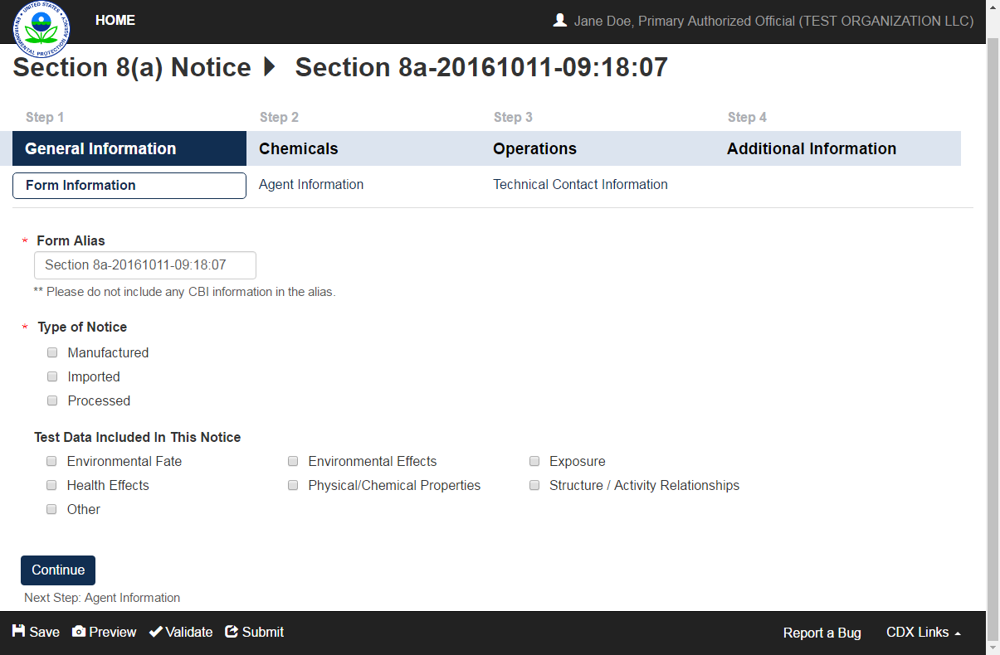 UNITED STATES
ENVIRONMENTAL PROTECTION AGENCY
HOME
Jane Doe, Primary Authorized Official (TEST ORGANIZATION LLC)
Section 8(a) Notice Section 8a-20161011-09:18:07
Step 1 Step 2 Step 3 Step 4
General Information Chemicals Operations Additional Information
Form Information Agent Information Technical Contact Information
* Form Alias
Section 8a-20161011-09:18:07
** Please do not include any CBI information in the alias.
* Type of Notice
Manufactured
Imported
Processed
Test Data Included In This Notice
Environmental Fate Environmental Effects Exposure
Health Effects Physical/Chemical Properties Structure / Activity Relationships
Other
Continue
Next Step: Agent Information
Save Preview Validate Submit Report a Bug CDX Links